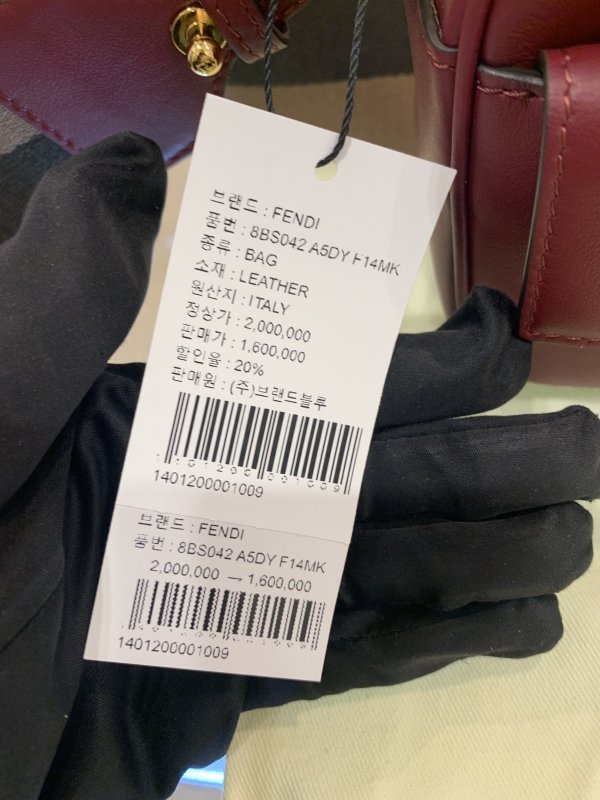 브랜드 : FENDI
품번 : 8BS042 A5DY F14MK
종류 : BAG
소재 : LEATHER
원산지 : ITALY
정상가 : 2,000,000
판매가 : 1,600,000
할인율 : 20%
판매원 : (주)브랜드블루
1401200001009
브랜드 : FENDI
품번 : 8BS042 A5DY F14MK
2,000,000 → 1,600,000
1401200001009